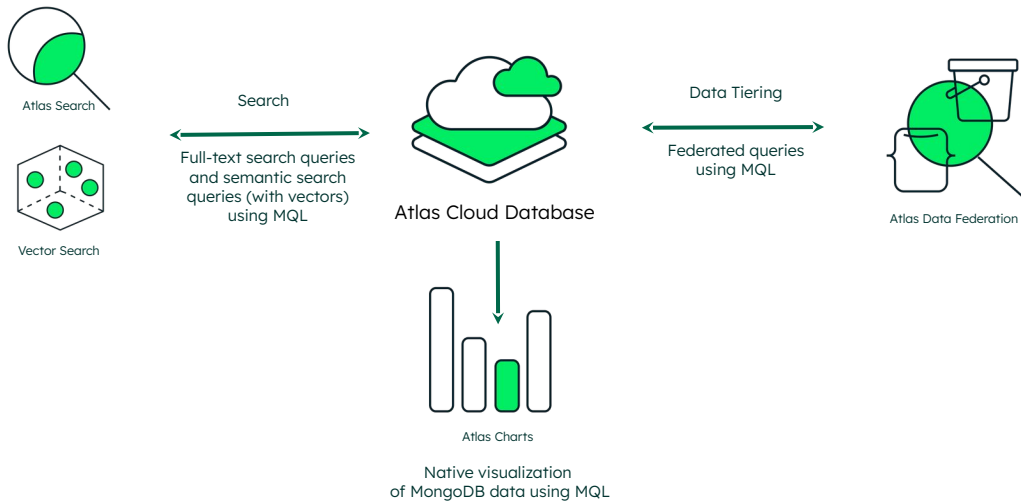 Atlas Search
Vector Search
Search
Full-text search queries
and semantic search
queries (with vectors)
using MQL
Atlas Cloud Database
Data Tiering
Federated queries
using MQL
Atlas Data Federation
Atlas Charts
Native visualization
of MongoDB data using MQL